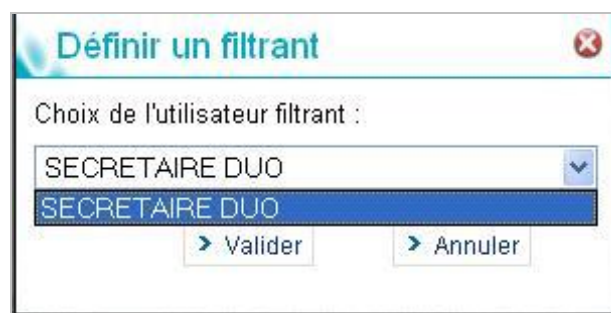 Définir un filtrant
Choix de l'utilisateur filtrant :
SECRETAIRE DUO
SECRETAIRE DUO
Valider Annuler